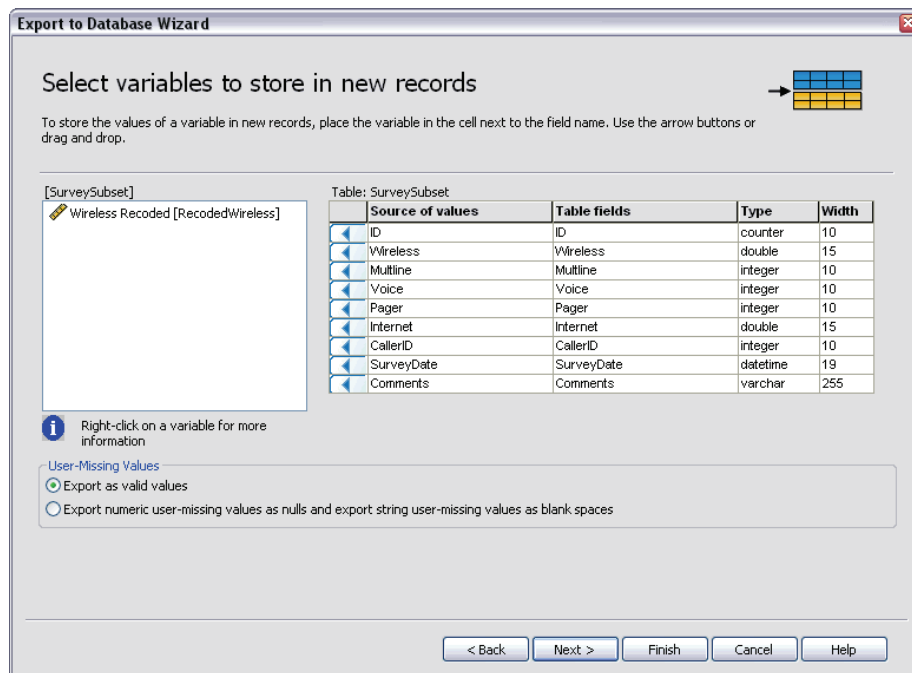 Export to Database Wizard
Select variables to store in new records
To store the values of a variable in new records, place the variable in the cell next to the field name. Use the arrow buttons or
drag and drop.
[SurveySubset]
Wireless Recoded [RecodedWireless]
Table: SurveySubset
Source of values Table fields Type Width
ID ID counter 10
Wireless Wireless double 15
Multline Multline integer 10
Voice Voice integer 10
Pager Pager integer 10
Internet Internet double 15
CallerID CallerID integer 10
SurveyDate SurveyDate datetime 19
Comments Comments varchar 255
Right-click on a variable for more
information
User-Missing Values
Export as valid values
Export numeric user-missing values as nulls and export string user-missing values as blank spaces
< Back Next > Finish Cancel Help